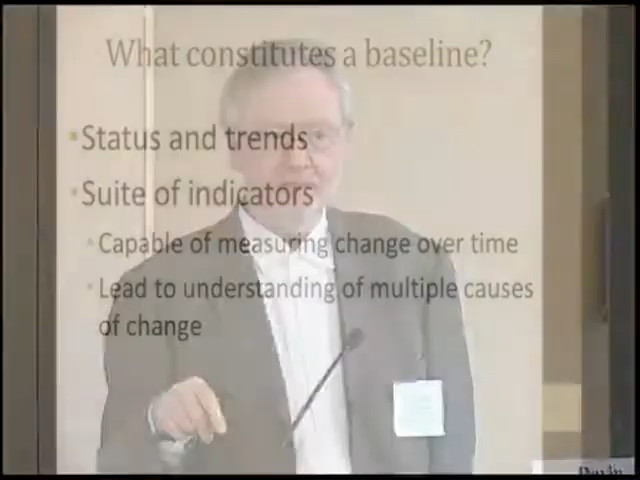 What constitutes a baseline?
Status and trends
Suite of indicators
Capable of measuring change over time
Lead to understanding of multiple causes
of change